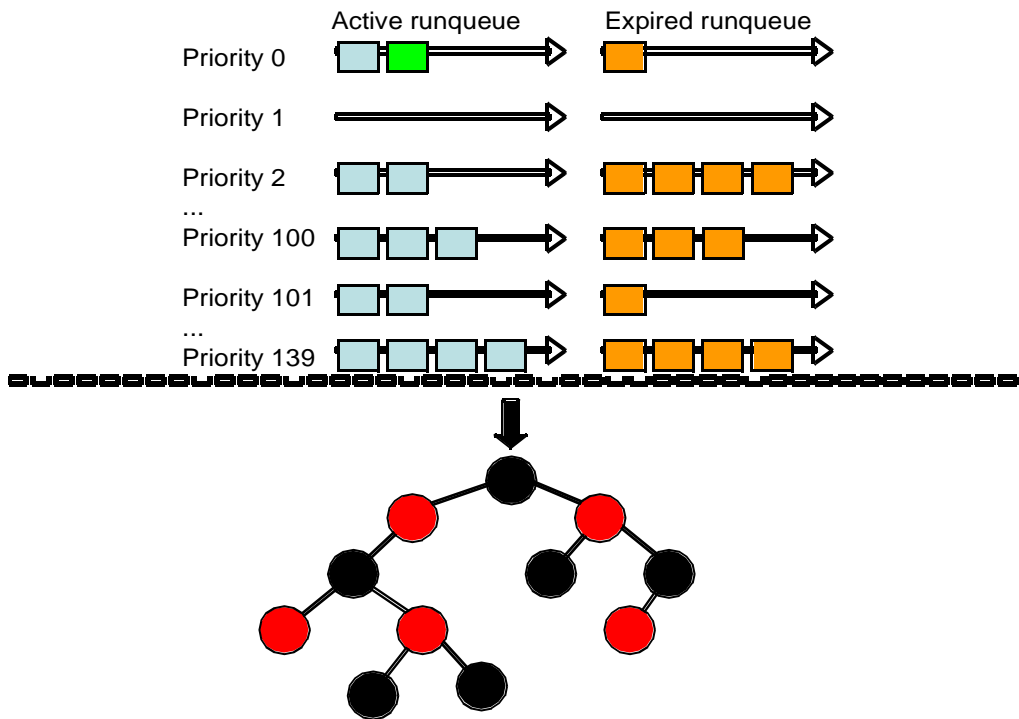 Active runqueue
Expired runqueue
Priority 0
Priority 1
Priority 2
...
Priority 100
Priority 101
...
Priority 139